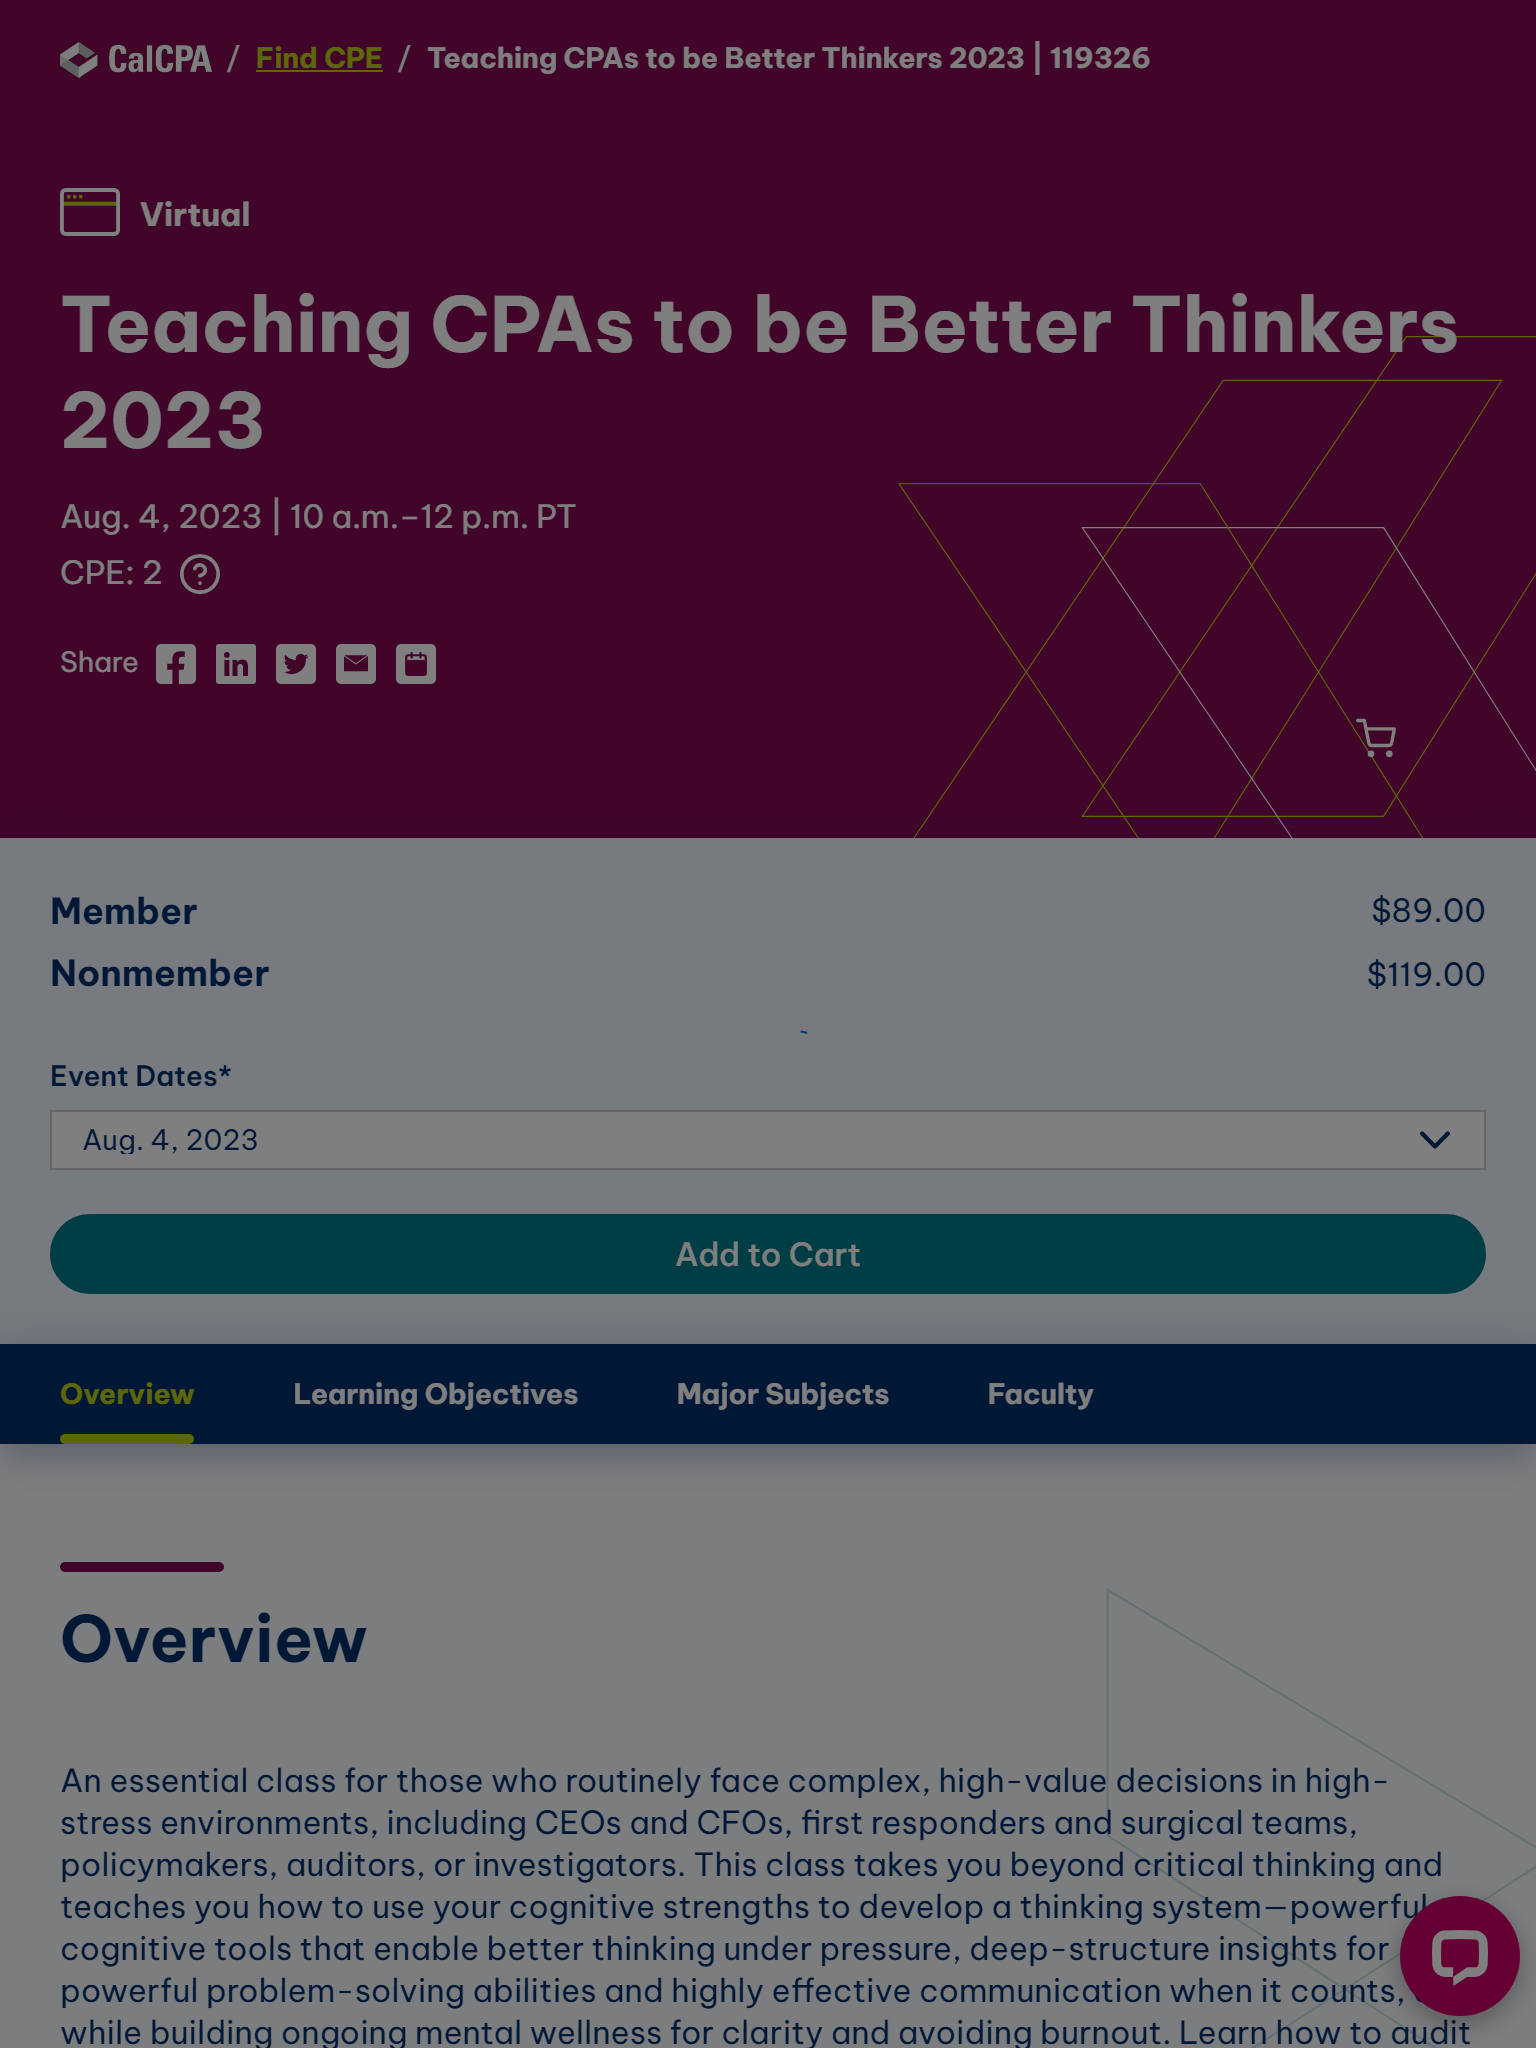 CalCPA / Find CPE / Teaching CPAs to be Better Thinkers 2023 | 119326
Virtual
Teaching CPAs to be Better Thinkers
2023
Aug. 4, 2023 | 10 a.m.–12 p.m. PT
CPE: 2
Share
Member $89.00
Nonmember $119.00
Event Dates*
Aug. 4, 2023
Add to Cart
Overview Learning Objectives Major Subjects Faculty
Overview
An essential class for those who routinely face complex, high-value decisions in high-
stress environments, including CEOs and CFOs, first responders and surgical teams,
policymakers, auditors, or investigators. This class takes you beyond critical thinking and
teaches you how to use your cognitive strengths to develop a thinking system—powerful
cognitive tools that enable better thinking under pressure, deep-structure insights for
powerful problem-solving abilities and highly effective communication when it counts,
while building ongoing mental wellness for clarity and avoiding burnout. Learn how to audit